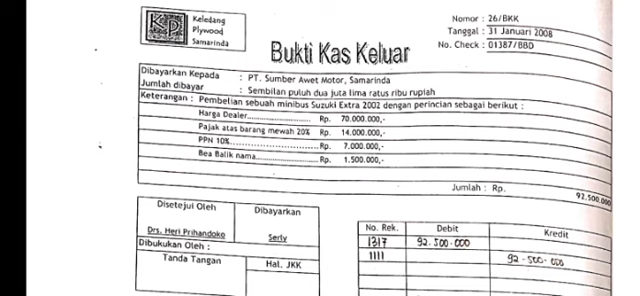 KP
Keledang
Plywood
Samarinda
Nomor : 26/BKK
Tanggal : 31 Januari 2008
No. Check : 01387/BBD
Bukti Kas Keluar
Dibayarkan Kepada : PT. Sumber Awet Motor, Samarinda
Jumlah dibayar : Sembilan puluh dua juta lima ratus ribu rupiah
Keterangan : Pembelian sebuah minibus Suzuki Extra 2002 dengan perincian sebagai berikut :
Harga Dealer............................ Rp. 70.000.000,-
Pajak atas barang mewah 20% Rp. 14.000.000,-
PPN 10%................................Rp. 7.000.000,-
Bea Balik nama......................Rp. 1.500.000,-
Jumlah : Rp. 92.500.000
Disetejui Oleh Dibayarkan
Drs. Heri Prihandoko Serly
Dibukukan Oleh :
Tanda Tangan Hal. JKK
No. Rek. Debit Kredit
1317 92.500.000
1111 92-500-000